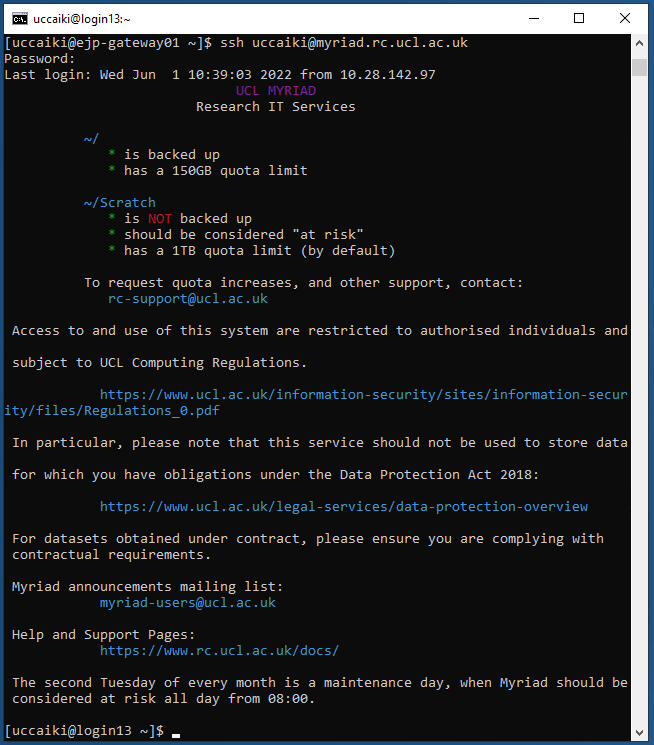 uccaiki@login13:~
[uccaiki@ejp-gateway01 ~]$ ssh uccaiki@myriad.rc.ucl.ac.uk
Password:
Last login: Wed Jun  1 10:39:03 2022 from 10.28.142.97
UCL MYRIAD
Research IT Services
~/
* is backed up
* has a 150GB quota limit
~/Scratch
* is NOT backed up
* should be considered "at risk"
* has a 1TB quota limit (by default)
To request quota increases, and other support, contact:
rc-support@ucl.ac.uk
Access to and use of this system are restricted to authorised individuals and
subject to UCL Computing Regulations.
https://www.ucl.ac.uk/information-security/sites/information-secur
ity/files/Regulations_0.pdf
In particular, please note that this service should not be used to store data
for which you have obligations under the Data Protection Act 2018:
https://www.ucl.ac.uk/legal-services/data-protection-overview
For datasets obtained under contract, please ensure you are complying with
contractual requirements.
Myriad announcements mailing list:
myriad-users@ucl.ac.uk
Help and Support Pages:
https://www.rc.ucl.ac.uk/docs/
The second Tuesday of every month is a maintenance day, when Myriad should be
considered at risk all day from 08:00.
[uccaiki@login13 ~]$